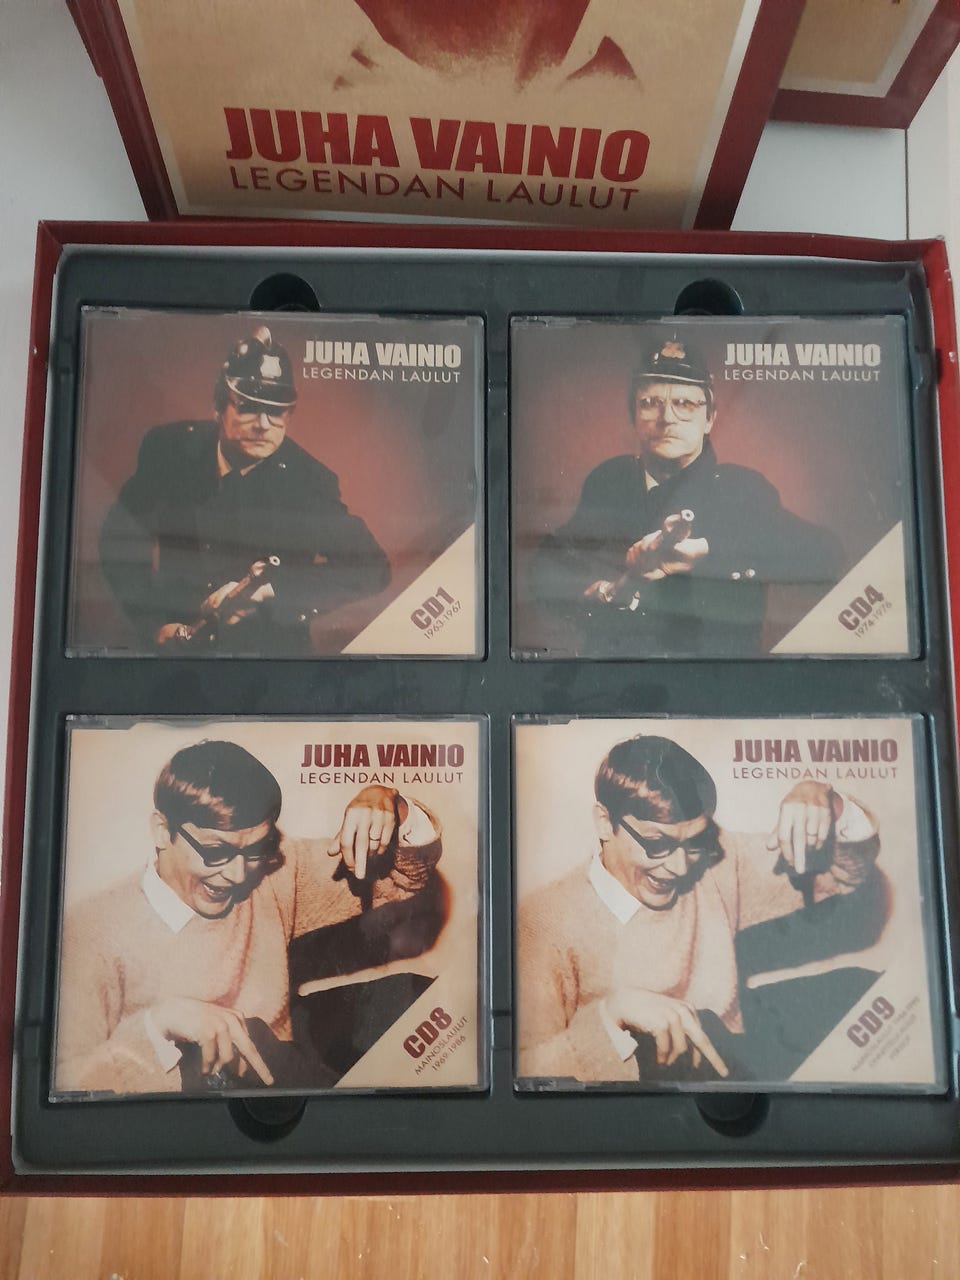 JUHA VAINIO
LEGENDAN LAULUT
JUHA VAINIO
LEGENDAN LAULUT
CD1
1963-1967
JUHA VAINIO
LEGENDAN LAULUT
CD4
1974-1976
JUHA VAINIO
LEGENDAN LAULUT
CD8
MAINOSLAULUT
1969-1986
JUHA VAINIO
LEGENDAN LAULUT
CD9